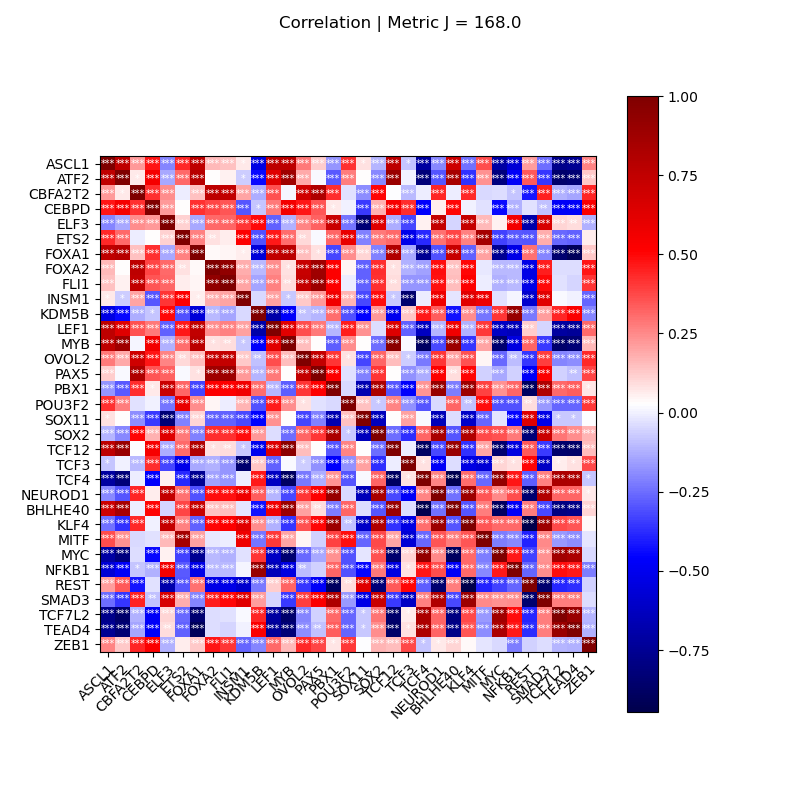 Correlation | Metric J = 168.0
ASCL1
ATF2
CBFA2T2
CEBPD
ELF3
ETS2
FOXA1
FOXA2
FLI1
INSM1
KDM5B
LEF1
MYB
OVOL2
PAX5
PBX1
POU3F2
SOX11
SOX2
TCF12
TCF3
TCF4
NEUROD1
BHLHE40
KLF4
MITF
MYC
NFKB1
REST
SMAD3
TCF7L2
TEAD4
ZEB1
ASCL1
ATF2
CBFA2T2
CEBPD
ELF3
ETS2
FOXA1
FOXA2
FLI1
INSM1
KDM5B
LEF1
MYB
OVOL2
PAX5
PBX1
POU3F2
SOX11
SOX2
TCF12
TCF3
TCF4
NEUROD1
BHLHE40
KLF4
MITF
MYC
NFKB1
REST
SMAD3
TCF7L2
TEAD4
ZEB1
1.00
0.75
0.50
0.25
0.00
−0.25
−0.50
−0.75